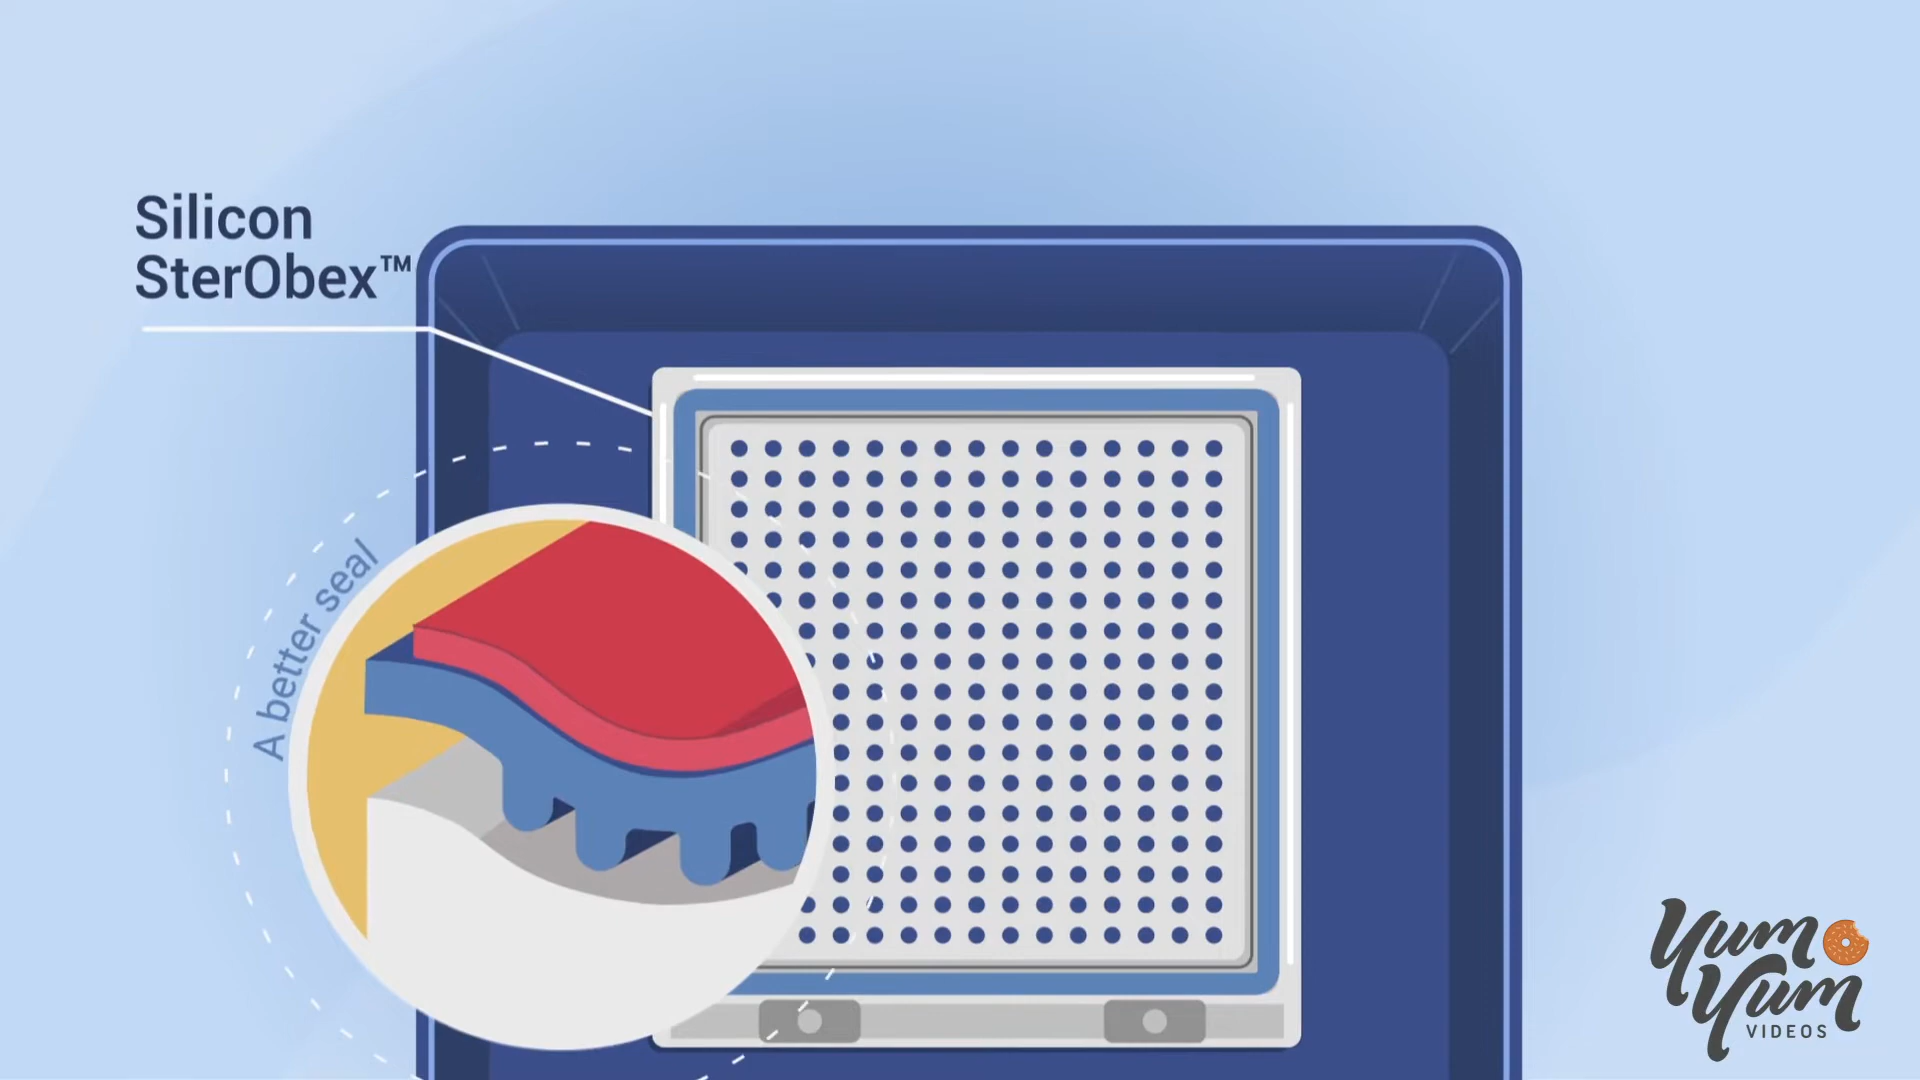 Silicon
SterObex™
A better seal
Yum
Yum
VIDEOS